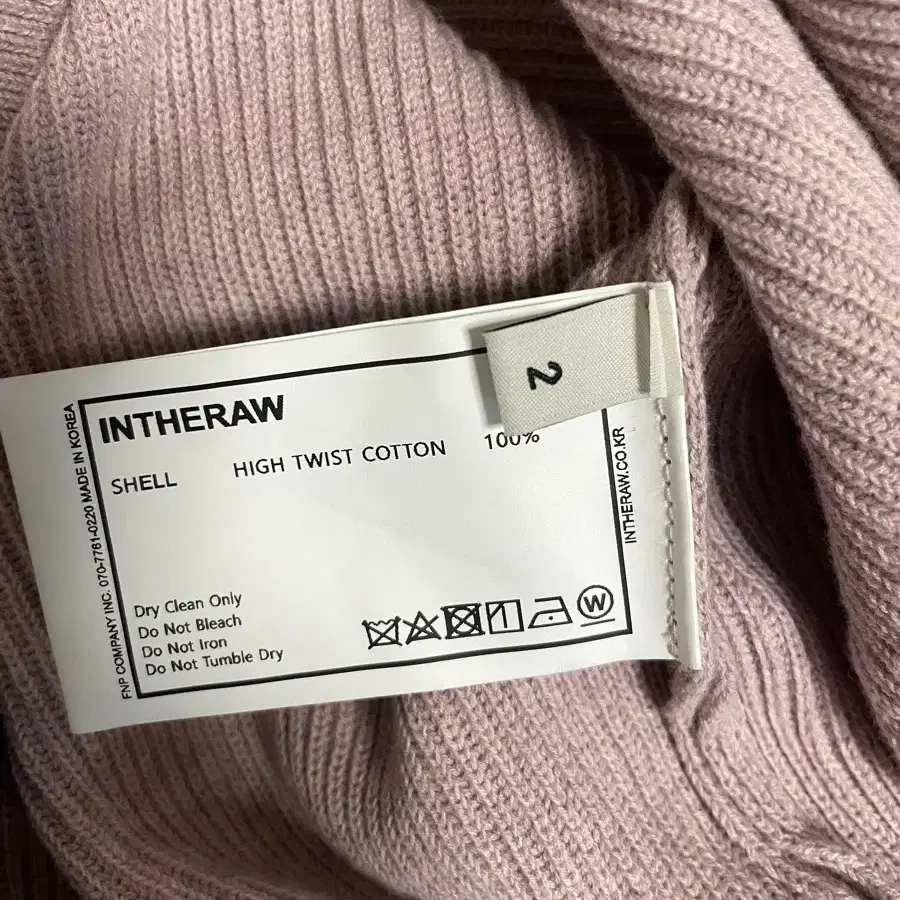 INTHERAW
SHELL HIGH TWIST COTTON 100%
Dry Clean Only
Do Not Bleach
Do Not Iron
Do Not Tumble Dry
W
2
FNP COMPANY INC. 070-7781-0220 MADE IN KOREA
INTHERAW.CO.KR